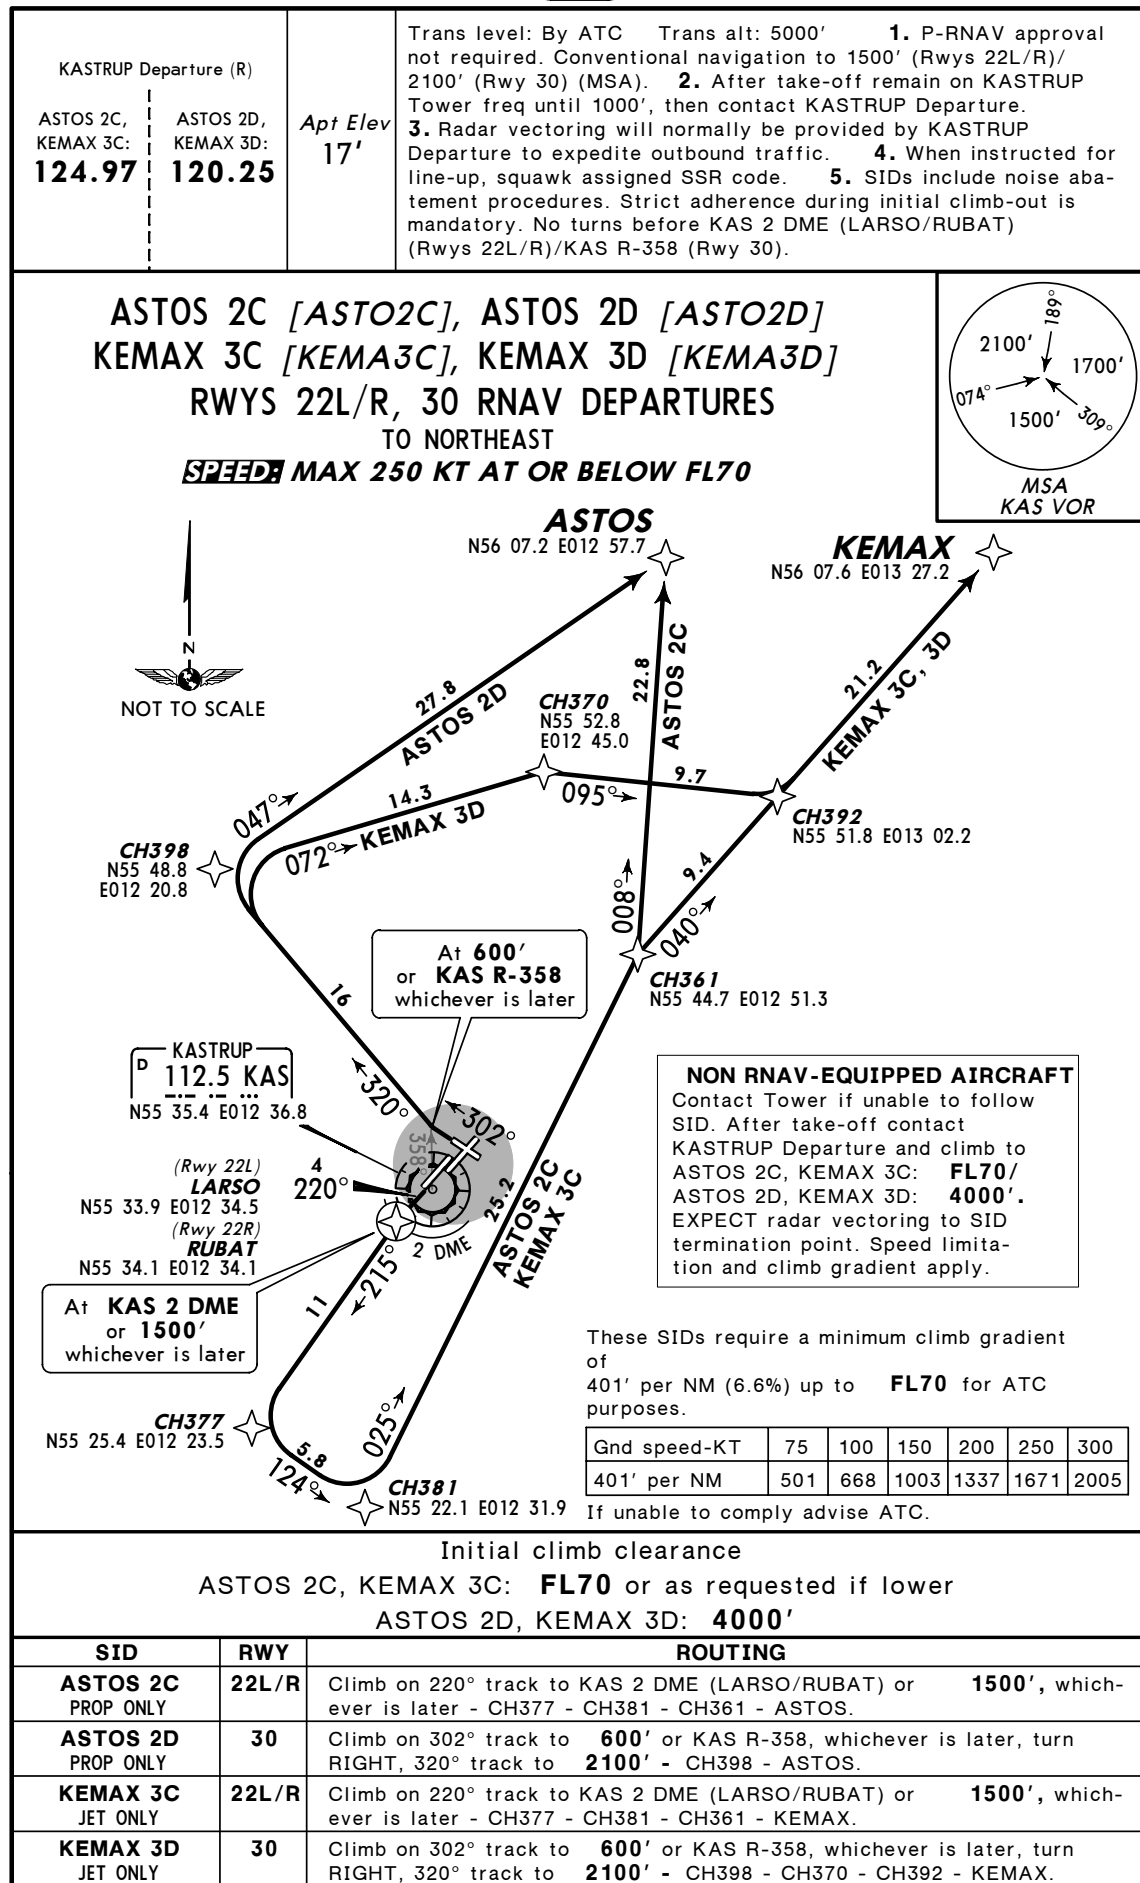 KASTRUP Departure (R)
ASTOS 2C,
KEMAX 3C:
124.97
ASTOS 2D,
KEMAX 3D:
120.25
Apt Elev
17'
Trans level: By ATC Trans alt: 5000' 1. P-RNAV approval
not required. Conventional navigation to 1500' (Rwys 22L/R)/
2100' (Rwy 30) (MSA). 2. After take-off remain on KASTRUP
Tower freq until 1000', then contact KASTRUP Departure.
3. Radar vectoring will normally be provided by KASTRUP
Departure to expedite outbound traffic. 4. When instructed for
line-up, squawk assigned SSR code. 5. SIDs include noise aba-
tement procedures. Strict adherence during initial climb-out is
mandatory. No turns before KAS 2 DME (LARSO/RUBAT)
(Rwys 22L/R)/KAS R-358 (Rwy 30).
ASTOS 2C [ASTO2C], ASTOS 2D [ASTO2D]
KEMAX 3C [KEMA3C], KEMAX 3D [KEMA3D]
RWYS 22L/R, 30 RNAV DEPARTURES
TO NORTHEAST
SPEED: MAX 250 KT AT OR BELOW FL70
189°
2100'
1700'
074°
1500'
309°
MSA
KAS VOR
ASTOS
N56 07.2 E012 57.7
KEMAX
N56 07.6 E013 27.2
N
NOT TO SCALE
27.8
ASTOS 2D
22.8
ASTOS 2C
21.2
KEMAX 3C, 3D
CH370
N55 52.8
E012 45.0
14.3
KEMAX 3D
095°
9.7
047°
072°
CH392
N55 51.8 E013 02.2
CH398
N55 48.8
E012 20.8
008°
9.4
040°
At 600'
or KAS R-358
whichever is later
CH361
N55 44.7 E012 51.3
16
KASTRUP
D 112.5 KAS
N55 35.4 E012 36.8
320°
302°
358°
(Rwy 22L)
LARSO
N55 33.9 E012 34.5
(Rwy 22R)
RUBAT
N55 34.1 E012 34.1
4
220°
2 DME
25.2
ASTOS 2C
KEMAX 3C
215°
11
At KAS 2 DME
or 1500'
whichever is later
NON RNAV-EQUIPPED AIRCRAFT
Contact Tower if unable to follow
SID. After take-off contact
KASTRUP Departure and climb to
ASTOS 2C, KEMAX 3C: FL70/
ASTOS 2D, KEMAX 3D: 4000'.
EXPECT radar vectoring to SID
termination point. Speed limita-
tion and climb gradient apply.
CH377
N55 25.4 E012 23.5
5.8
124°
025°
CH381
N55 22.1 E012 31.9
These SIDs require a minimum climb gradient
of
401' per NM (6.6%) up to FL70 for ATC
purposes.
Gnd speed-KT 75 100 150 200 250 300
401' per NM 501 668 1003 1337 1671 2005
If unable to comply advise ATC.
Initial climb clearance
ASTOS 2C, KEMAX 3C: FL70 or as requested if lower
ASTOS 2D, KEMAX 3D: 4000'
SID RWY ROUTING
ASTOS 2C
PROP ONLY
22L/R
Climb on 220° track to KAS 2 DME (LARSO/RUBAT) or 1500', which-
ever is later - CH377 - CH381 - CH361 - ASTOS.
ASTOS 2D
PROP ONLY
30
Climb on 302° track to 600' or KAS R-358, whichever is later, turn
RIGHT, 320° track to 2100' - CH398 - ASTOS.
KEMAX 3C
JET ONLY
22L/R
Climb on 220° track to KAS 2 DME (LARSO/RUBAT) or 1500', which-
ever is later - CH377 - CH381 - CH361 - KEMAX.
KEMAX 3D
JET ONLY
30
Climb on 302° track to 600' or KAS R-358, whichever is later, turn
RIGHT, 320° track to 2100' - CH398 - CH370 - CH392 - KEMAX.